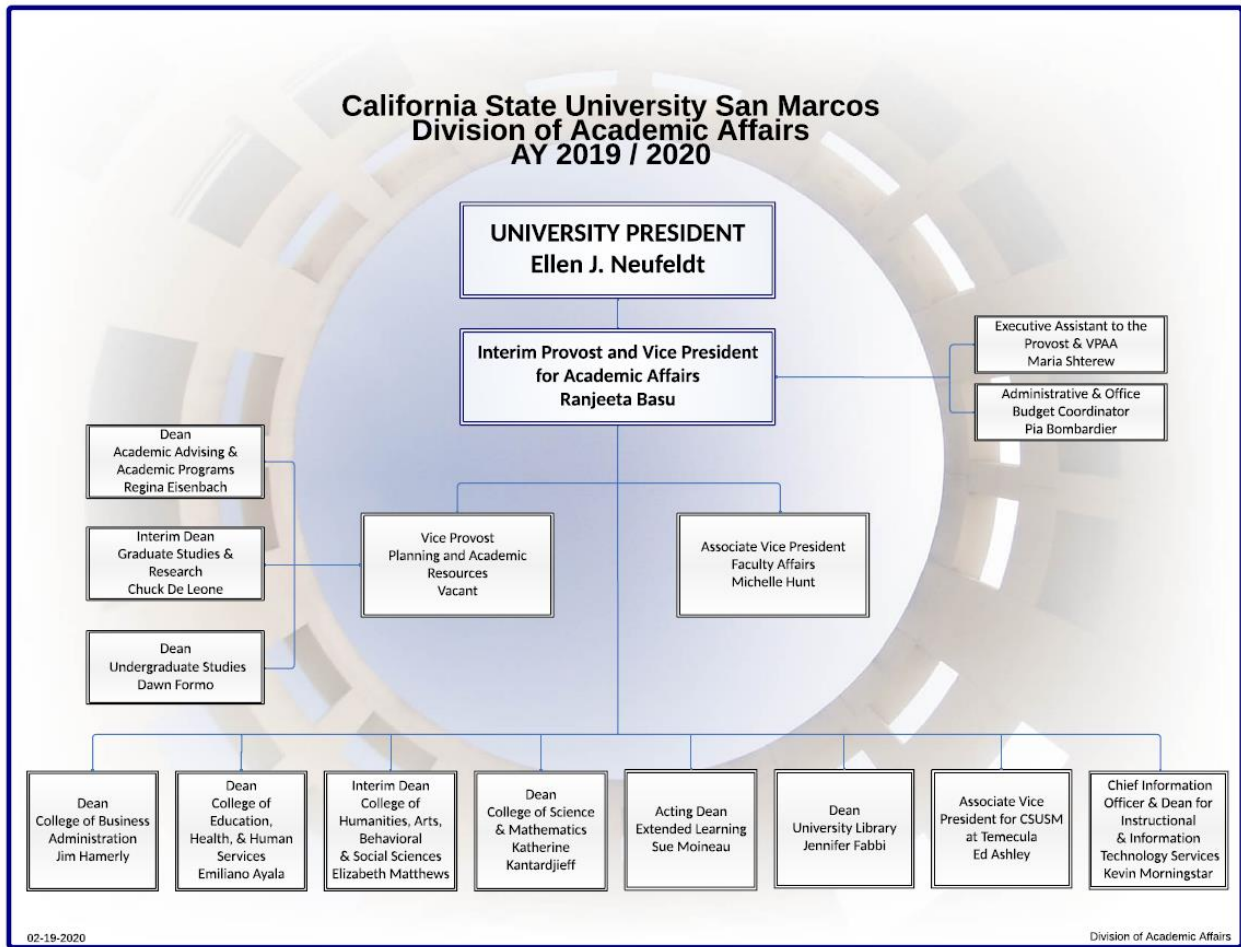 California State University San Marcos
Division of Academic Affairs
AY 2019 / 2020
UNIVERSITY PRESIDENT
Ellen J. Neufeldt
Interim Provost and Vice President
for Academic Affairs
Ranjeeta Basu
Executive Assistant to the
Provost & VPAA
Maria Shterew
Administrative & Office
Budget Coordinator
Pia Bombardier
Dean
Academic Advising &
Academic Programs
Regina Eisenbach
Interim Dean
Graduate Studies &
Research
Chuck De Leone
Dean
Undergraduate Studies
Dawn Formo
Vice Provost
Planning and Academic
Resources
Vacant
Associate Vice President
Faculty Affairs
Michelle Hunt
Dean
College of Business
Administration
Jim Hamerly
Dean
College of
Education,
Health, & Human
Services
Emiliano Ayala
Interim Dean
College of
Humanities, Arts,
Behavioral
& Social Sciences
Elizabeth Matthews
Dean
College of Science
& Mathematics
Katherine
Kantardjieff
Acting Dean
Extended Learning
Sue Moineau
Dean
University Library
Jennifer Fabbi
Associate Vice
President for CSUSM
at Temecula
Ed Ashley
Chief Information
Officer & Dean for
Instructional
& Information
Technology Services
Kevin Morningstar
02-19-2020
Division of Academic Affairs